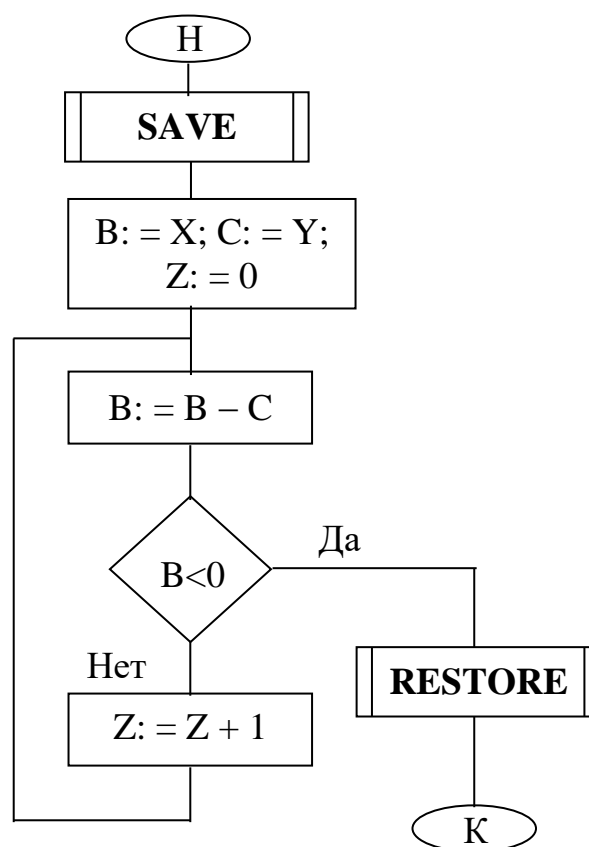 Н
SAVE
B: = X; C: = Y;
Z: = 0
B: = B – C
B<0
Да
Нет
RESTORE
Z: = Z + 1
К